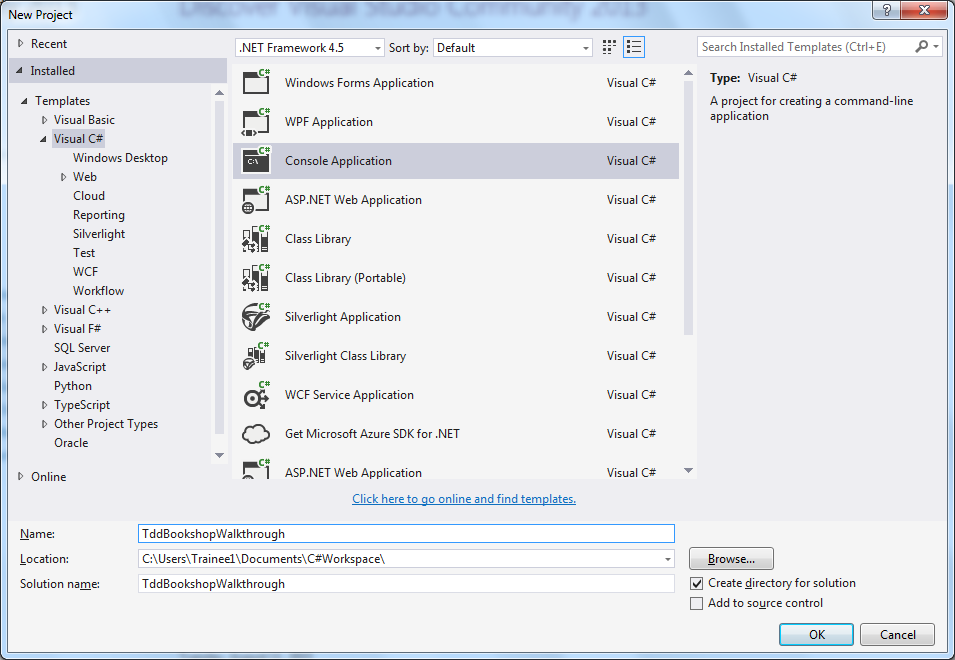 Discover Visual Studio Community 2013
New Project
?
Recent
.NET Framework 4.5
Sort by:
Default
Search Installed Templates (Ctrl+E)
Installed
Templates
Visual Basic
Visual C#
Windows Desktop
Web
Cloud
Reporting
Silverlight
Test
WCF
Workflow
Visual C++
Visual F#
SQL Server
JavaScript
Python
TypeScript
Other Project Types
Oracle
Online
C# Windows Forms Application Visual C#
C# WPF Application Visual C#
C# C:\ Console Application Visual C#
C# ASP.NET Web Application Visual C#
C# Class Library Visual C#
C# Class Library (Portable) Visual C#
C# Silverlight Application Visual C#
C# Silverlight Class Library Visual C#
C# WCF Service Application Visual C#
Get Microsoft Azure SDK for .NET Visual C#
C# ASP.NET Web Application Visual C#
Type: Visual C#
A project for creating a command-line
application
Click here to go online and find templates.
Name: TddBookshopWalkthrough
Location: C:\Users\Trainee1\Documents\C#Workspace\ Browse...
Solution name: TddBookshopWalkthrough
Create directory for solution
Add to source control
OK Cancel